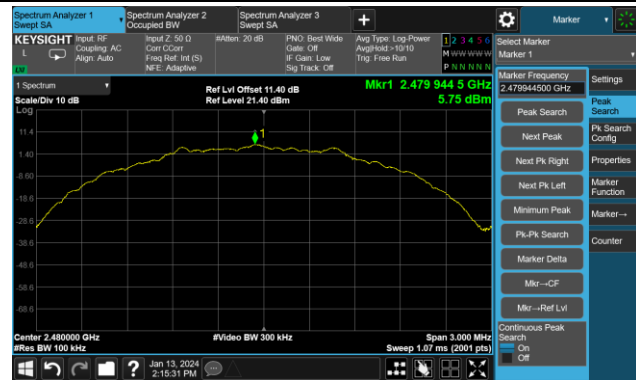 Spectrum Analyzer 1
Swept SA
Spectrum Analyzer 2
Occupied BW
Spectrum Analyzer 3
Swept SA
Marker
KEYSIGHT
L
Input: RF
Coupling: AC
Align: Auto
Input Z: 50 Ω
Corr CCorr
Freq Ref: Int (S)
NFE: Adaptive
#Atten: 20 dB
PNO: Best Wide
Gate: Off
IF Gain: Low
Sig Track: Off
Avg Type: Log-Power
Avg|Hold:>10/10
Trig: Free Run
1 2 3 4 5 6
M W W W W W
P N N N N N
Select Marker
Marker 1
1 Spectrum
Scale/Div 10 dB
Log
Ref Lvl Offset 11.40 dB
Ref Level 21.40 dBm
Mkr1 2.479 944 5 GHz
5.75 dBm
1
11.4
1.40
-8.60
-18.6
-28.6
-38.6
-48.6
-58.6
-68.6
Center 2.480000 GHz
#Res BW 100 kHz
#Video BW 300 kHz
Span 3.000 MHz
Sweep 1.07 ms (2001 pts)
Marker Frequency
2.479944500 GHz
Peak Search
Next Peak
Next Pk Right
Next Pk Left
Minimum Peak
Pk-Pk Search
Marker Delta
Mkr→CF
Mkr→Ref Lvl
Continuous Peak
Search
On
Off
Settings
Peak
Search
Pk Search
Config
Properties
Marker
Function
Marker→
Counter
?
Jan 13, 2024
2:15:31 PM